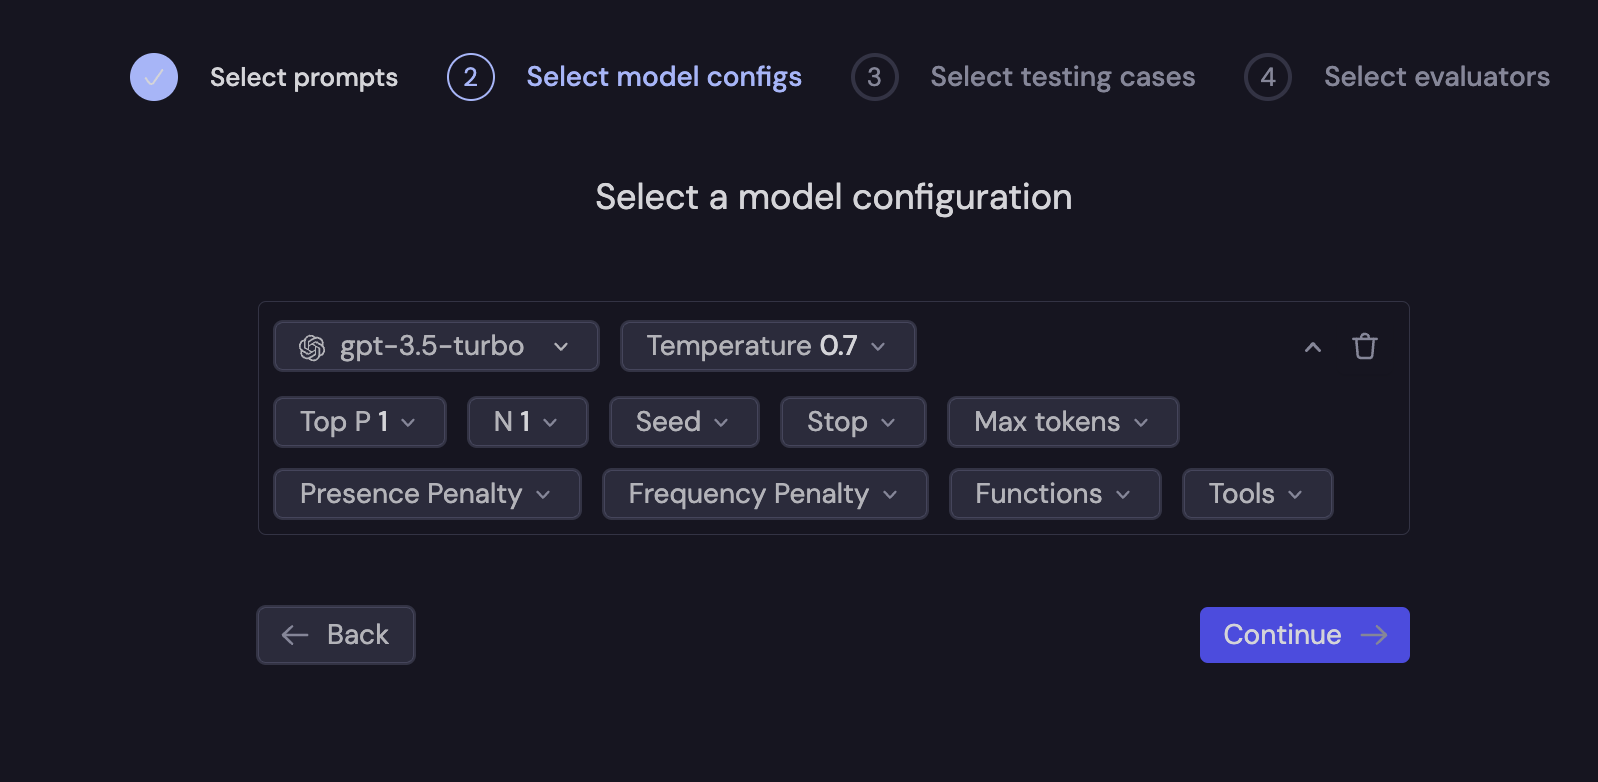 Select prompts 2 Select model configs 3 Select testing cases 4 Select evaluators
Select a model configuration
gpt-3.5-turbo Temperature 0.7
Top P 1 N 1 Seed Stop Max tokens
Presence Penalty Frequency Penalty Functions Tools
Back Continue